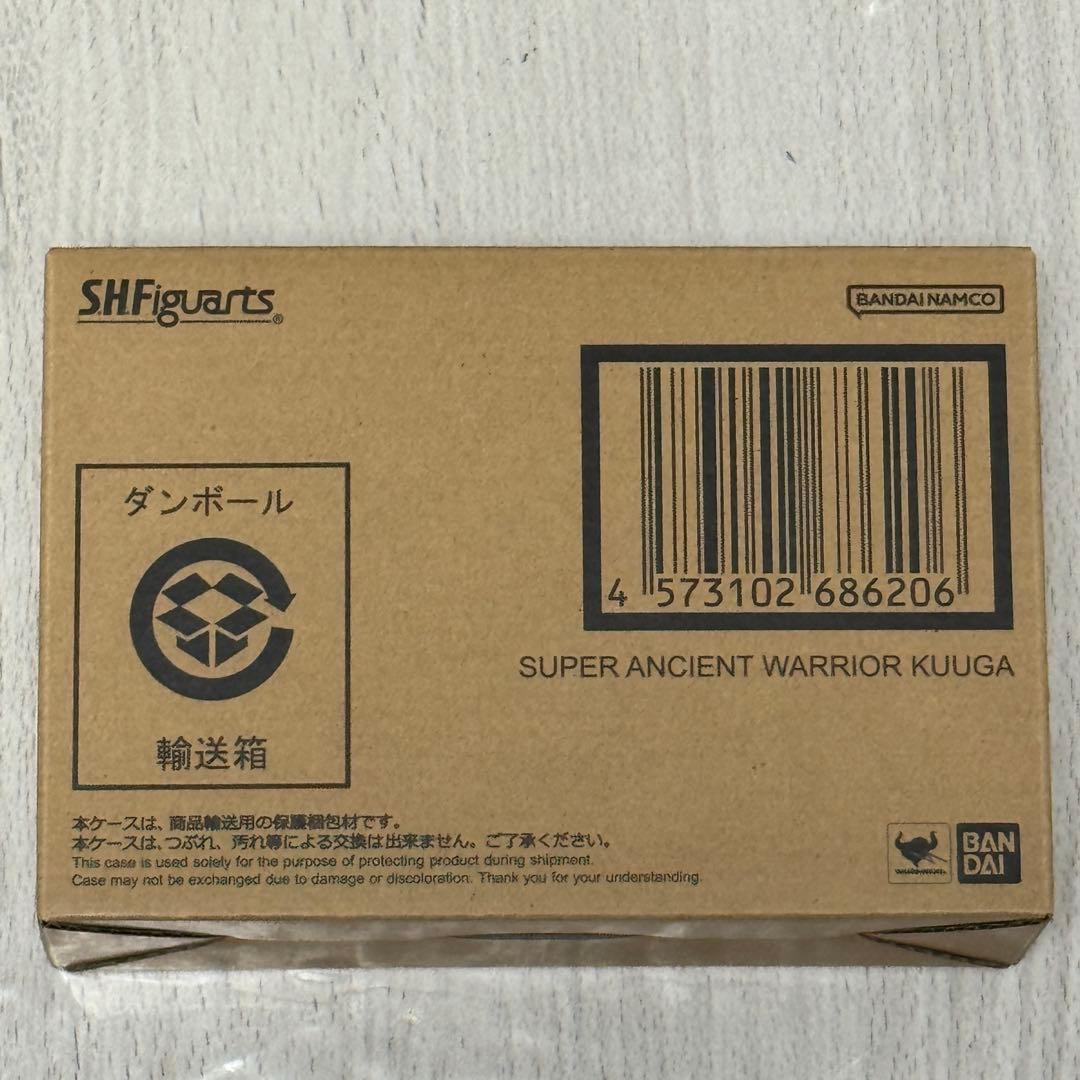 S.H.Figuarts®
BANDAI NAMCO
4 573102 686206
SUPER ANCIENT WARRIOR KUUGA
ダンボール
輸送箱
本ケースは、商品輸送用の保護梱包材です。
本ケースは、つぶれ、汚れ等による交換は出来ません。ご了承ください。
This case is used solely for the purpose of protecting product during shipment.
Case may not be exchanged due to damage or discoloration. Thank you for your understanding.
BAN
DAI